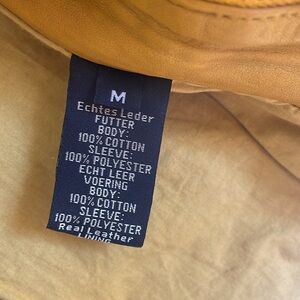 M
Echtes Leder
FUTTER
BODY:
100% COTTON
SLEEVE:
100% POLYESTER
ECHT LEER
VOERING
BODY:
100% COTTON
SLEEVE:
100% POLYESTER
Real Leather
LINING